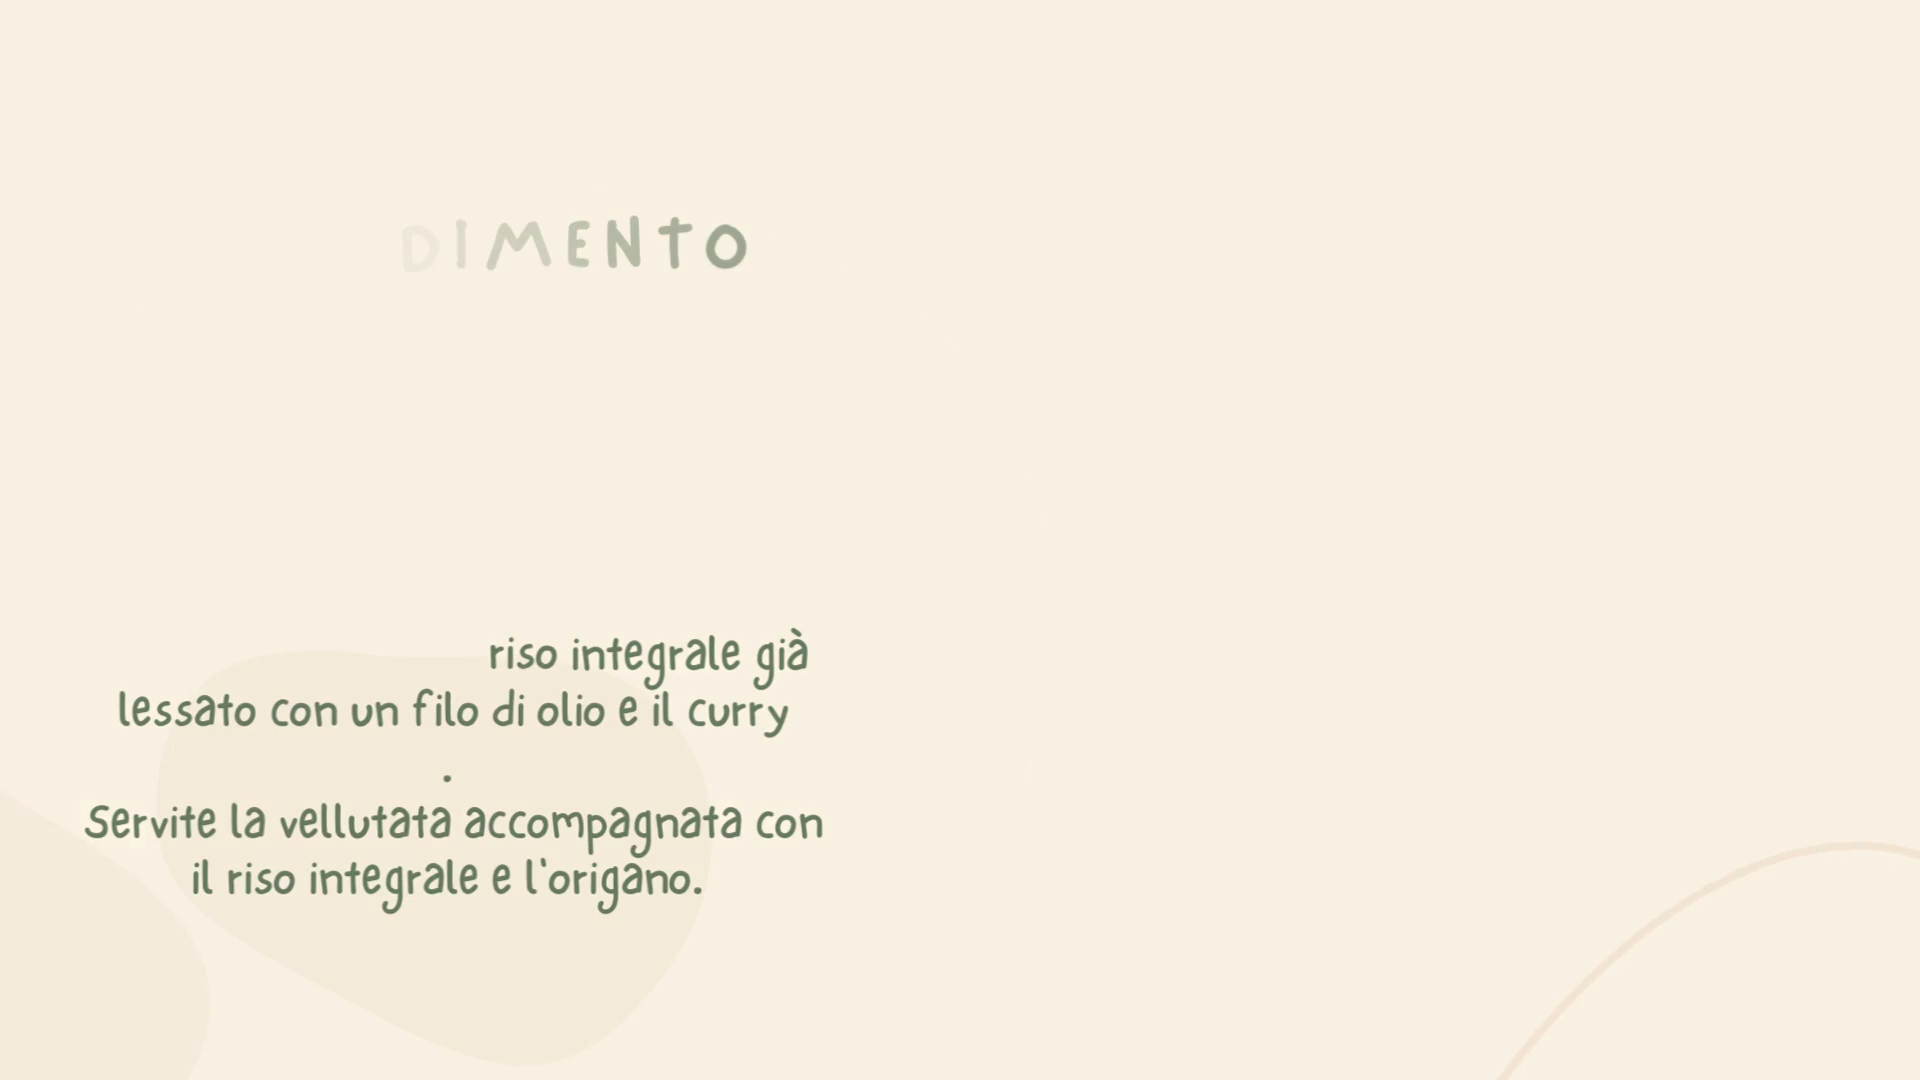 DIMENTO
riso integrale già
lessato con un filo di olio e il curry
.
Servite la vellutata accompagnata con
il riso integrale e l'origano.